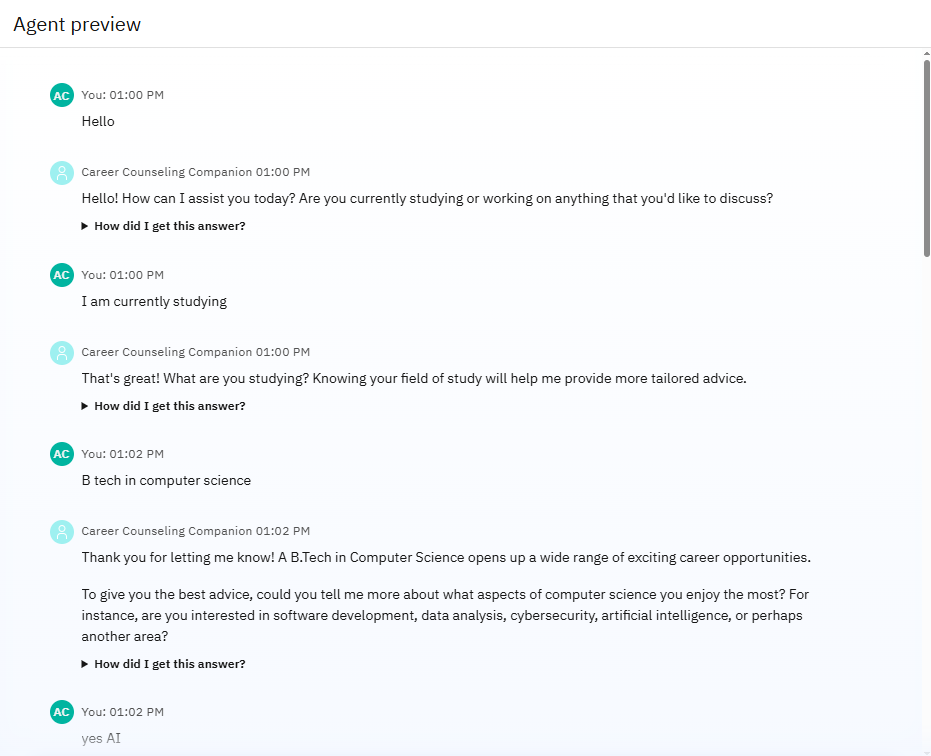 Agent preview
AC You: 01:00 PM
Hello
Career Counseling Companion 01:00 PM
Hello! How can I assist you today? Are you currently studying or working on anything that you'd like to discuss?
How did I get this answer?
AC You: 01:00 PM
I am currently studying
Career Counseling Companion 01:00 PM
That's great! What are you studying? Knowing your field of study will help me provide more tailored advice.
How did I get this answer?
AC You: 01:02 PM
B tech in computer science
Career Counseling Companion 01:02 PM
Thank you for letting me know! A B.Tech in Computer Science opens up a wide range of exciting career opportunities.
To give you the best advice, could you tell me more about what aspects of computer science you enjoy the most? For
instance, are you interested in software development, data analysis, cybersecurity, artificial intelligence, or perhaps
another area?
How did I get this answer?
AC You: 01:02 PM
yes AI